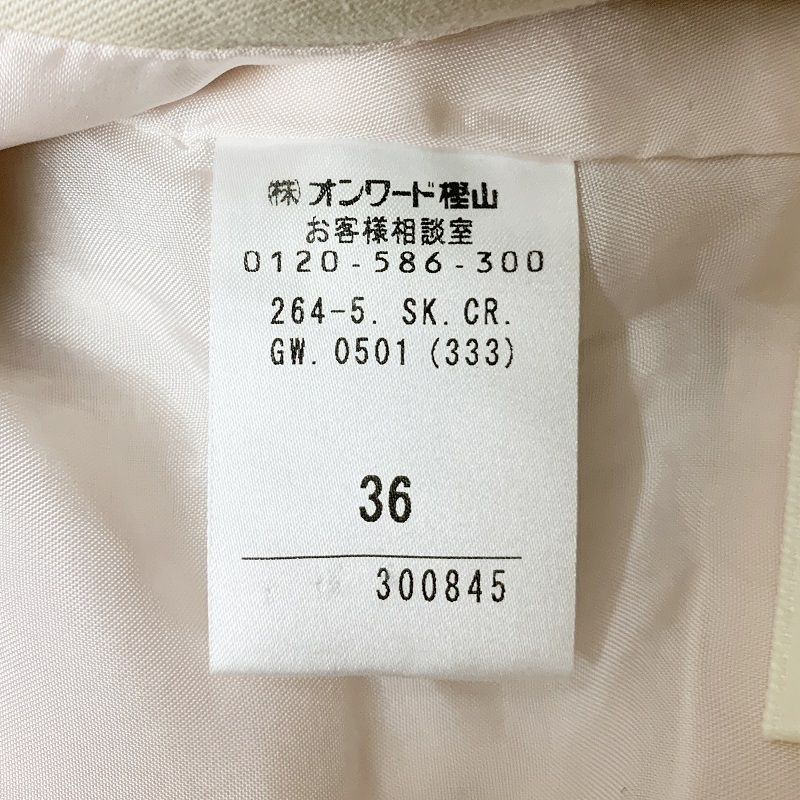 (株)オンワード樫山
お客様相談室
0120-586-300
264-5. SK.CR.
GW.0501(333)
36
300845